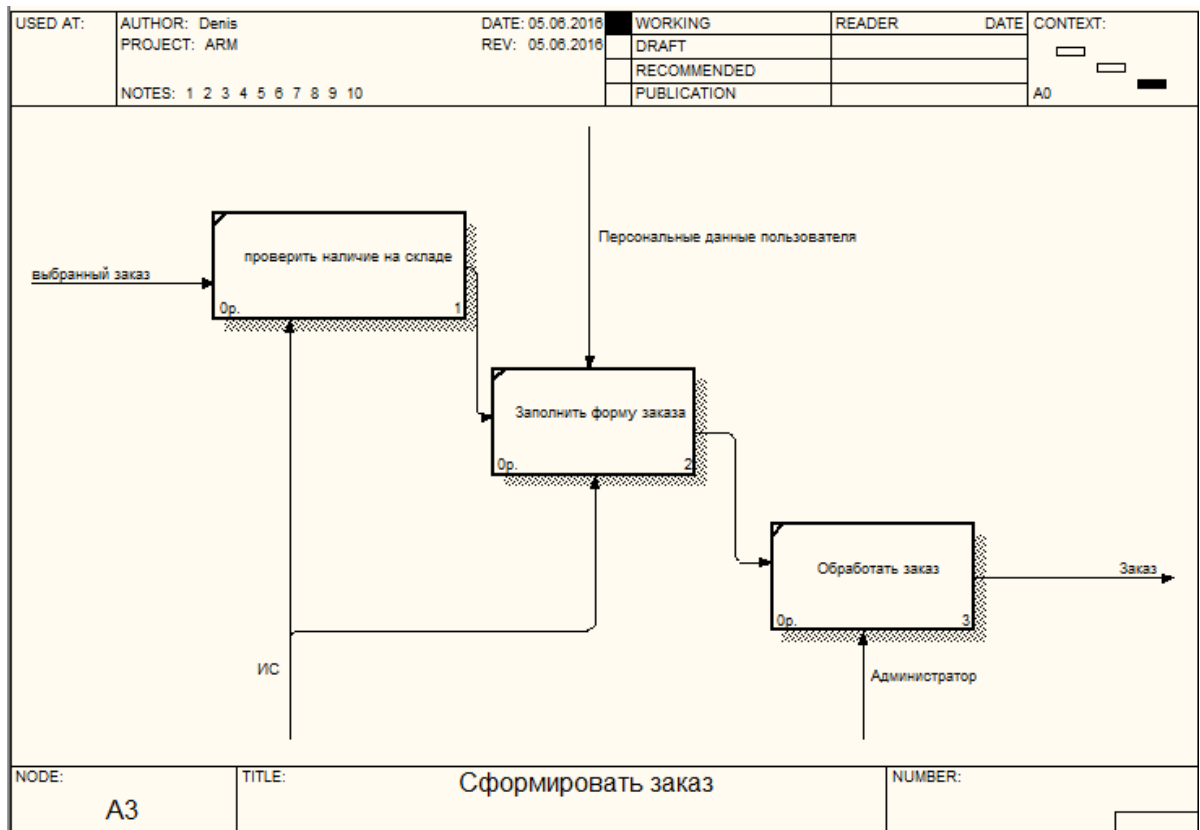 USED AT:
AUTHOR: Denis
DATE: 05.06.2016
PROJECT: ARM
REV: 05.06.2016
NOTES: 1 2 3 4 5 6 7 8 9 10
WORKING
DRAFT
RECOMMENDED
PUBLICATION
READER
DATE
CONTEXT:
A0
Персональные данные пользователя
выбранный заказ
проверить наличие на складе
0р.
1
Заполнить форму заказа
0р.
2
Обработать заказ
0р.
3
Заказ
ИС
Администратор
NODE:
A3
TITLE:
Сформировать заказ
NUMBER: